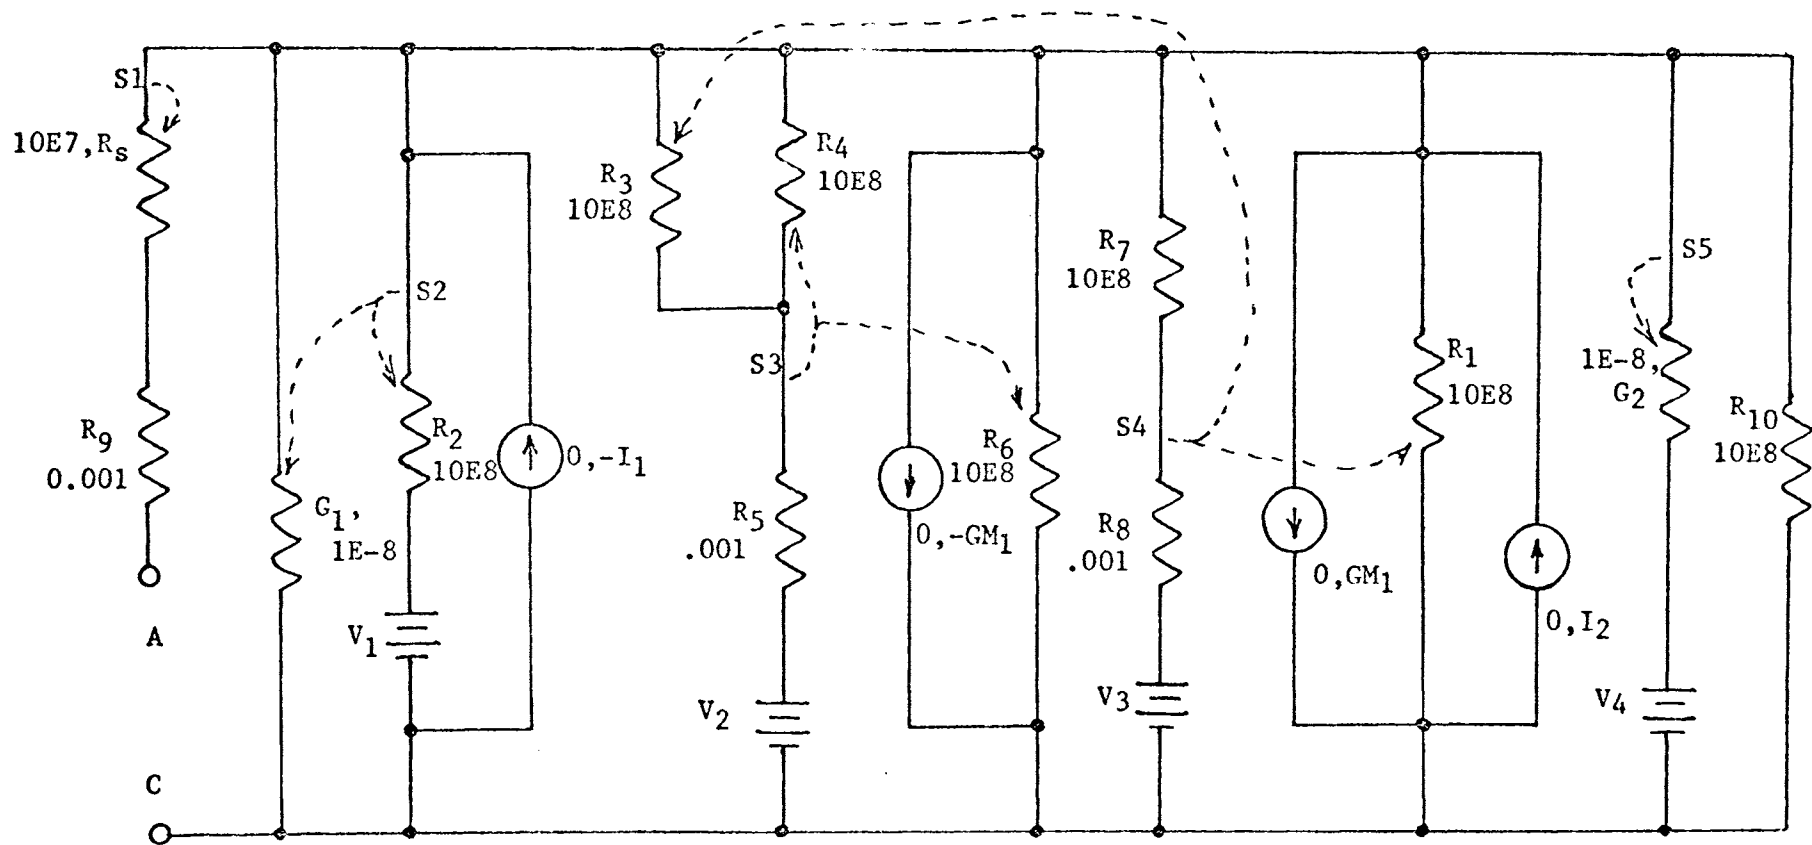 S1
10E7,Rs
R9
0.001
A
C
G1,
1E-8
S2
R2
10E8
0,-I1
V1
R3
10E8
R4
10E8
S3
R5
.001
V2
R6
10E8
0,-GM1
R7
10E8
S4
R8
.001
V3
R1
10E8
0,GM1
0,I2
S5
1E-8,
G2
V4
R10
10E8